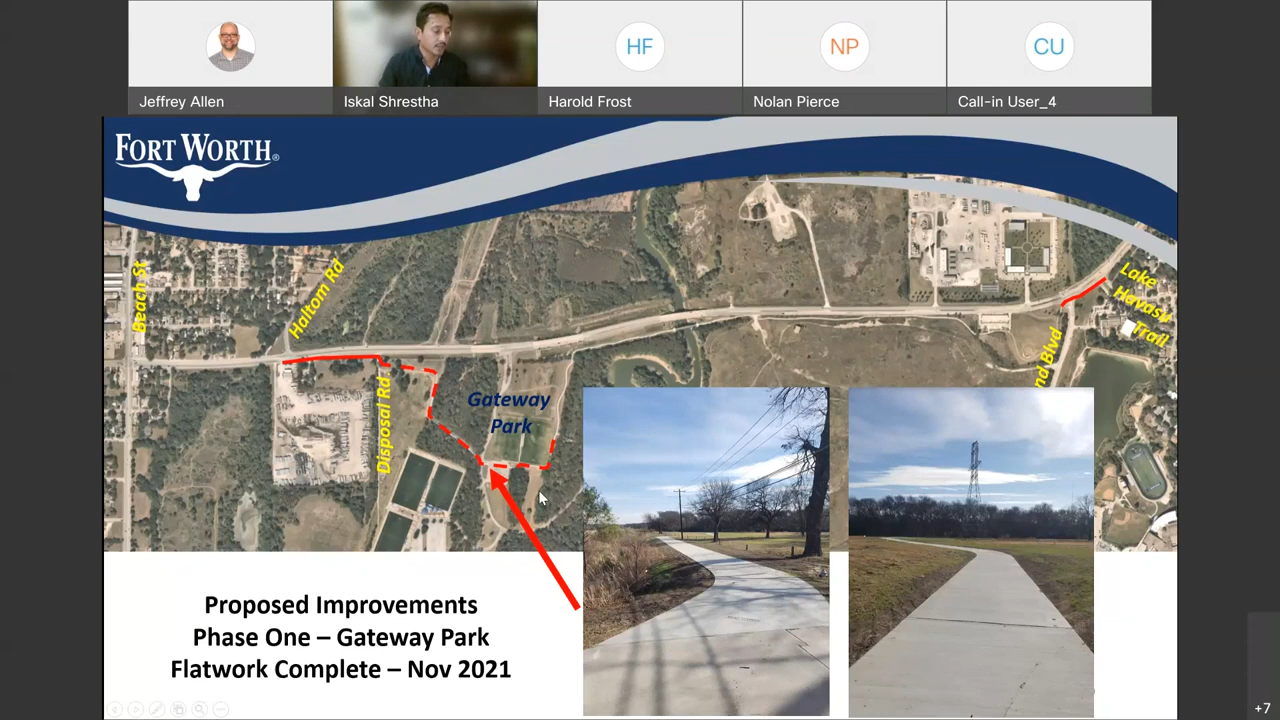 HF
NP
CU
Jeffrey Allen
Iskal Shrestha
Harold Frost
Nolan Pierce
Call-in User_4
FORT WORTH®
Beach St
Haltom Rd
Disposal Rd
Gateway
Park
nd Blvd
Lake
Havasu
Trail
Proposed Improvements
Phase One – Gateway Park
Flatwork Complete – Nov 2021
+7